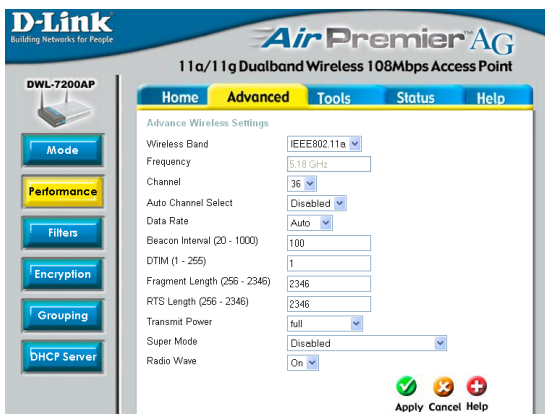 D-Link
Building Networks for People
Air Premier™AG
11a/11g Dualband Wireless 108Mbps Access Point
DWL-7200AP
Home Advanced Tools Status Help
Mode
Performance
Filters
Encryption
Grouping
DHCP Server
Advance Wireless Settings
Wireless Band IEEE802.11a
Frequency 5.18 GHz
Channel 36
Auto Channel Select Disabled
Data Rate Auto
Beacon Interval (20 - 1000) 100
DTIM (1 - 255) 1
Fragment Length (256 - 2346) 2346
RTS Length (256 - 2346) 2346
Transmit Power full
Super Mode Disabled
Radio Wave On
Apply Cancel Help